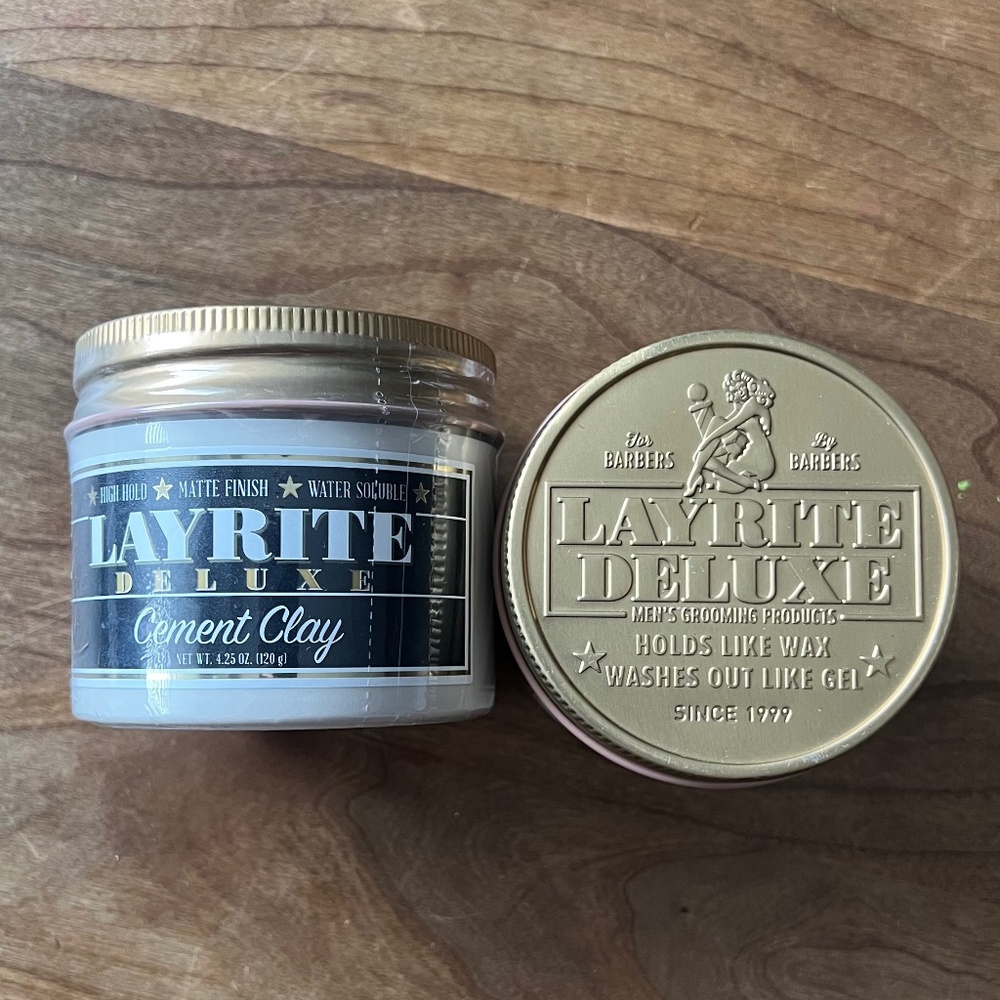 ★ HIGH HOLD ★ MATTE FINISH ★ WATER SOLUBLE ★
LAYRITE
DELUXE
Cement Clay
NET WT. 4.25 OZ. (120 g)
For BARBERS
By BARBERS
LAYRITE
DELUXE
MEN'S GROOMING PRODUCTS
HOLDS LIKE WAX
WASHES OUT LIKE GEL
SINCE 1999